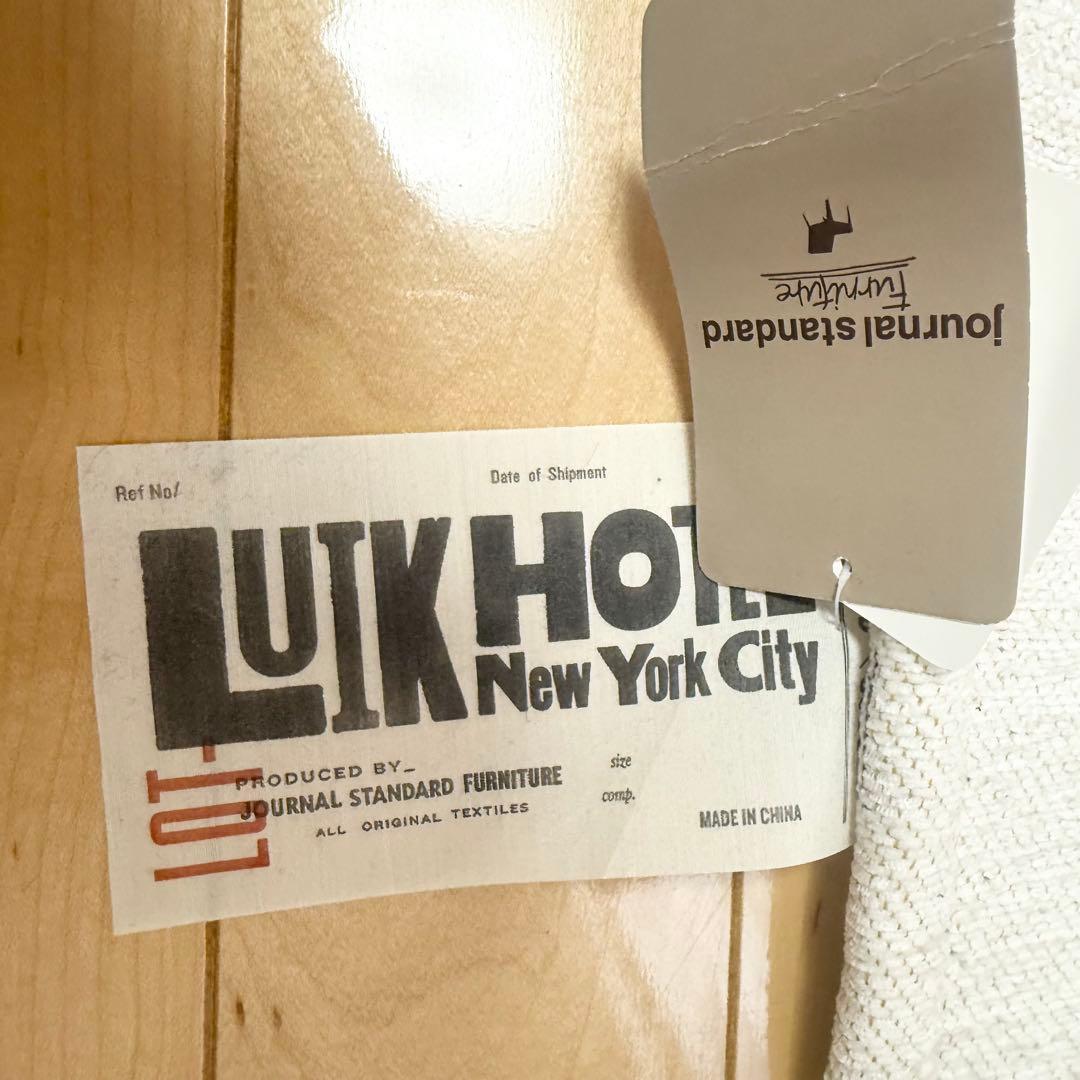 journal standard
Furniture
Ref No/
Date of Shipment
LUIK HOTEL
New York City
LOT-
PRODUCED BY_
JOURNAL STANDARD FURNITURE
ALL ORIGINAL TEXTILES
size
comp.
MADE IN CHINA